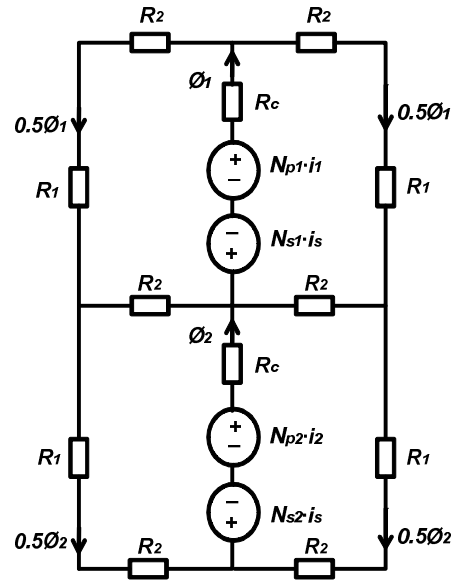 R2 R2
Ø1
0.5Ø1 Rc 0.5Ø1
+
− Np1·i1
R1 R1
− Ns1·is
+
R2 R2
Ø2
Rc
+
− Np2·i2
R1 R1
− Ns2·is
+
0.5Ø2 R2 R2 0.5Ø2